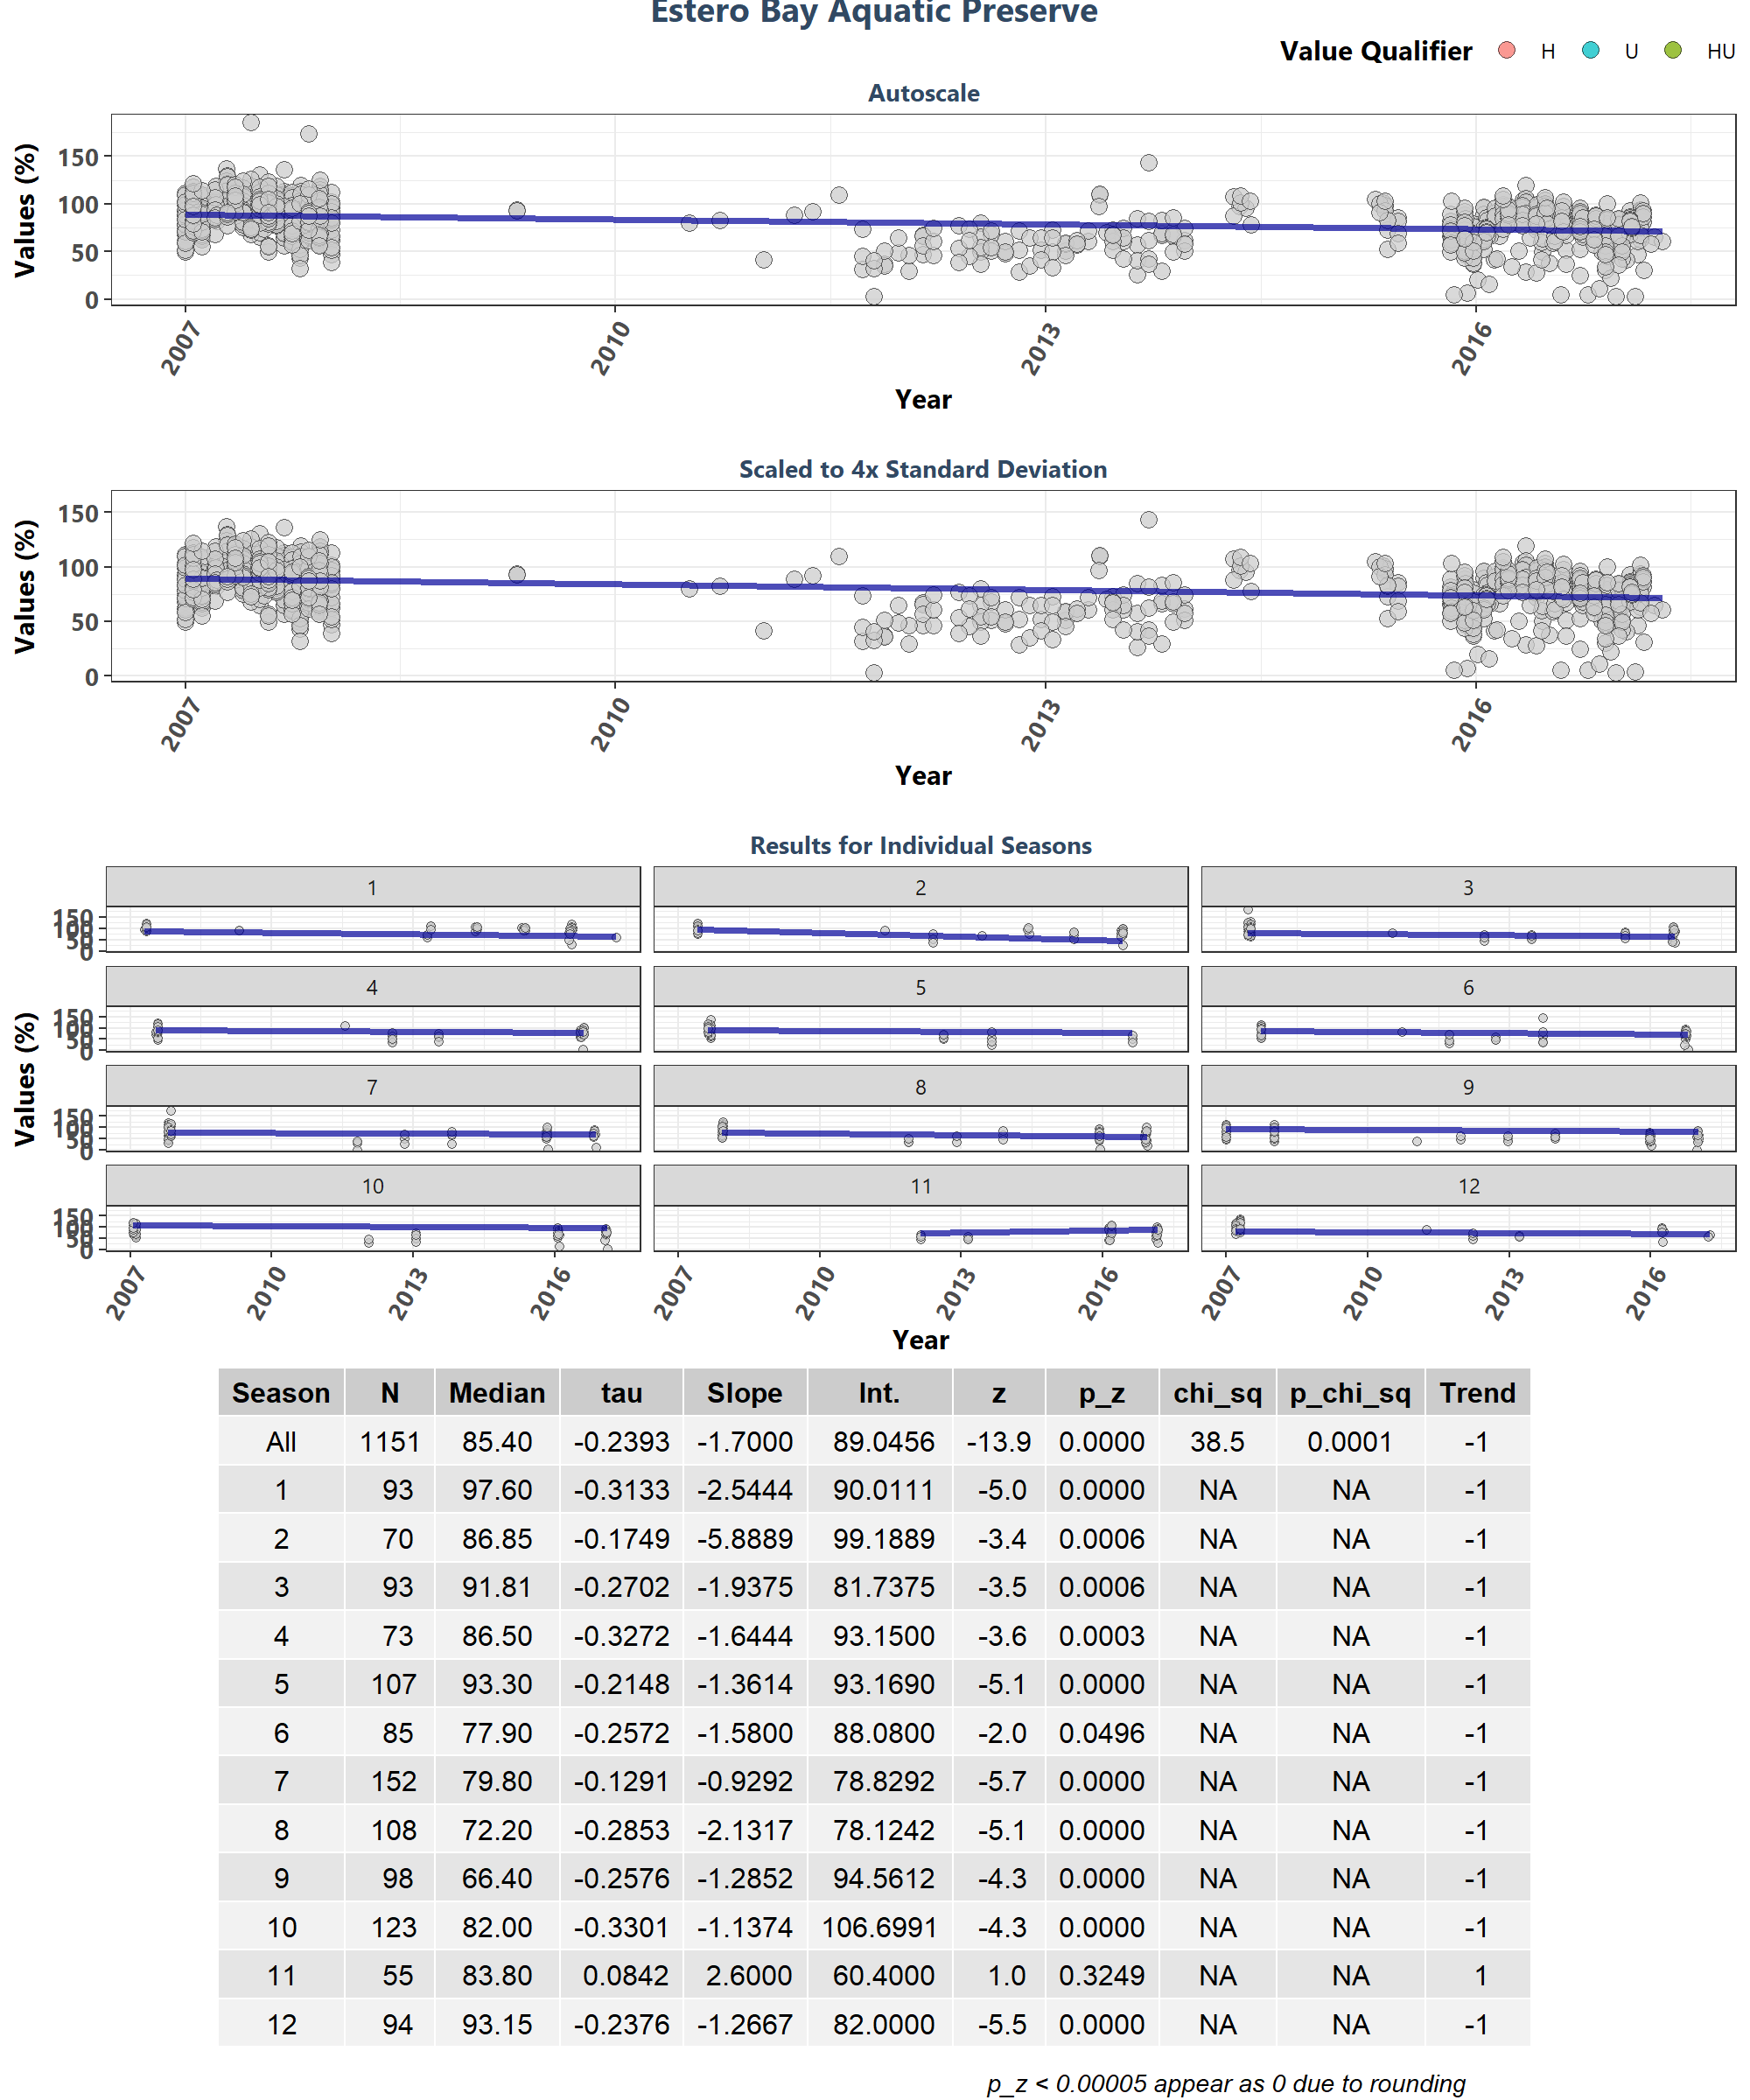 Estero Bay Aquatic Preserve
Value Qualifier H U HU
Autoscale
Values (%)
150
100
50
0
2007 2010 2013 2016
Year
Scaled to 4x Standard Deviation
Values (%)
150
100
50
0
2007 2010 2013 2016
Year
Results for Individual Seasons
Values (%)
1 2 3
150
100
50
0
4 5 6
150
100
50
0
7 8 9
150
100
50
0
10 11 12
150
100
50
0
2007 2010 2013 2016 2007 2010 2013 2016 2007 2010 2013 2016
Year
Season N Median tau Slope Int. z p_z chi_sq p_chi_sq Trend
All 1151 85.40 -0.2393 -1.7000 89.0456 -13.9 0.0000 38.5 0.0001 -1
1 93 97.60 -0.3133 -2.5444 90.0111 -5.0 0.0000 NA NA -1
2 70 86.85 -0.1749 -5.8889 99.1889 -3.4 0.0006 NA NA -1
3 93 91.81 -0.2702 -1.9375 81.7375 -3.5 0.0006 NA NA -1
4 73 86.50 -0.3272 -1.6444 93.1500 -3.6 0.0003 NA NA -1
5 107 93.30 -0.2148 -1.3614 93.1690 -5.1 0.0000 NA NA -1
6 85 77.90 -0.2572 -1.5800 88.0800 -2.0 0.0496 NA NA -1
7 152 79.80 -0.1291 -0.9292 78.8292 -5.7 0.0000 NA NA -1
8 108 72.20 -0.2853 -2.1317 78.1242 -5.1 0.0000 NA NA -1
9 98 66.40 -0.2576 -1.2852 94.5612 -4.3 0.0000 NA NA -1
10 123 82.00 -0.3301 -1.1374 106.6991 -4.3 0.0000 NA NA -1
11 55 83.80 0.0842 2.6000 60.4000 1.0 0.3249 NA NA 1
12 94 93.15 -0.2376 -1.2667 82.0000 -5.5 0.0000 NA NA -1
p_z < 0.00005 appear as 0 due to rounding